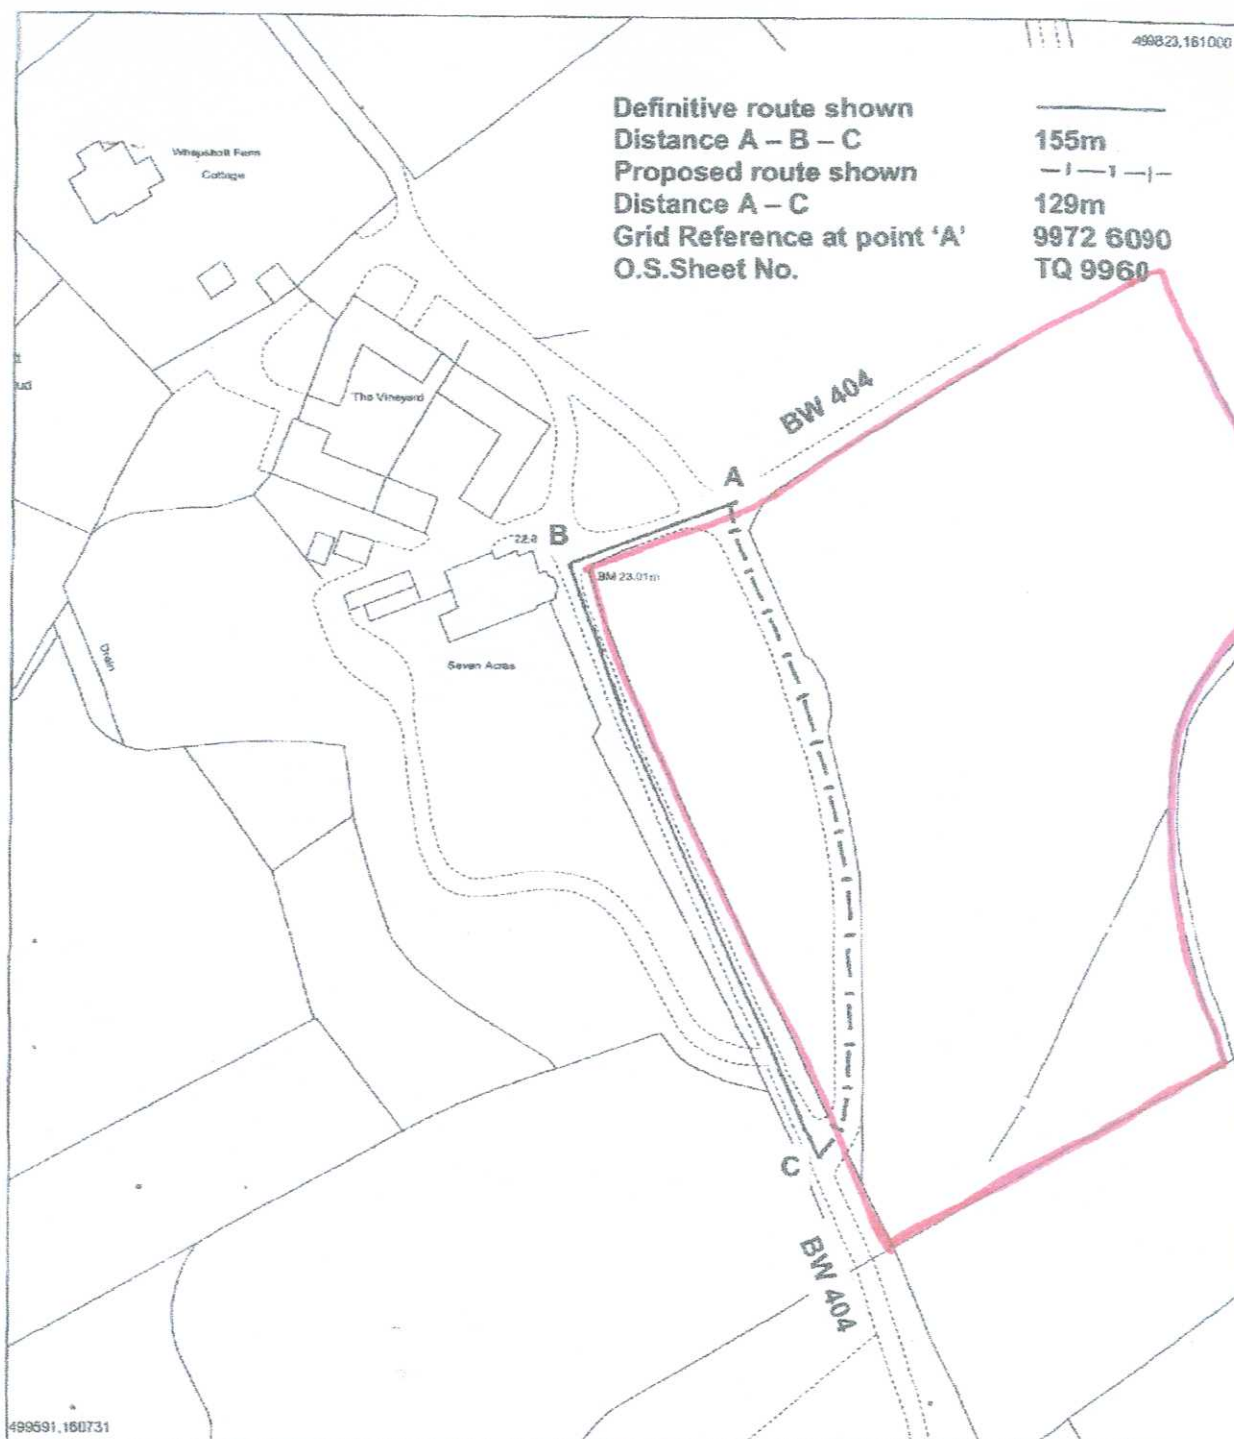 499823,161000
Definitive route shown
Distance A – B – C 155m
Proposed route shown
Distance A – C 129m
Grid Reference at point ‘A’ 9972 6090
O.S.Sheet No. TQ 9960
Farm
Cottage
The Vineyard
BW 404
A
B
22.9
BM 23.01m
Seven Acres
Drain
C
BW 404
499591,160731